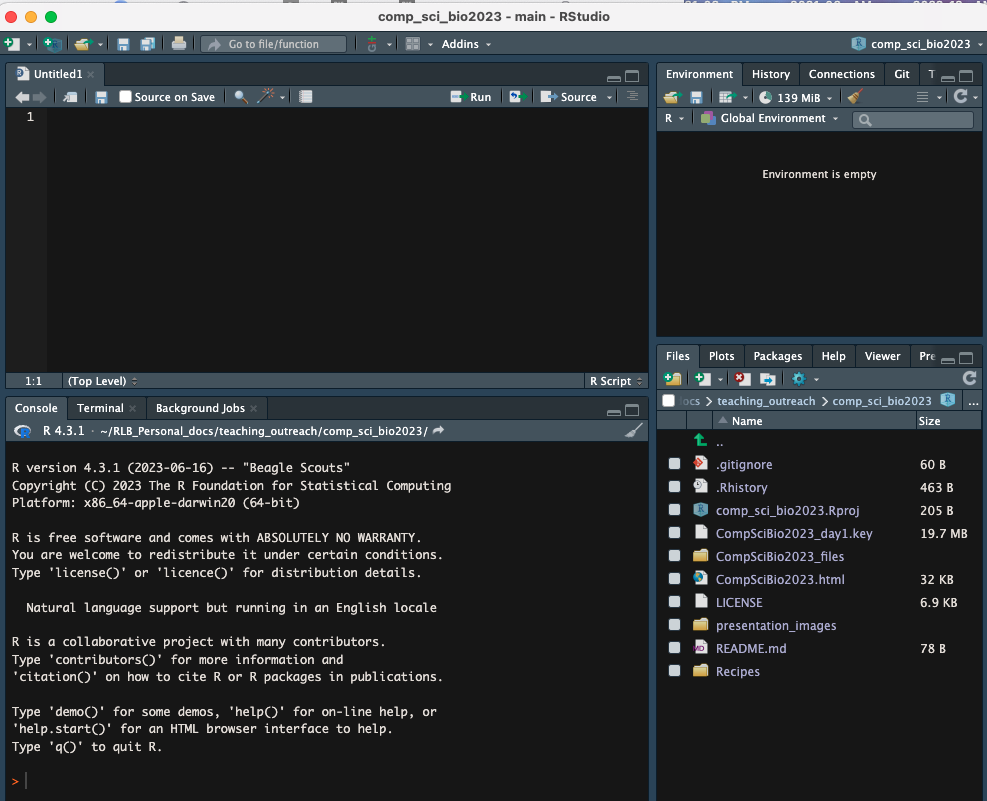 comp_sci_bio2023 - main - RStudio
Go to file/function
Addins
comp_sci_bio2023
Untitled1
Source on Save
Run
Source
1
1:1
(Top Level)
R Script
Console
Terminal
Background Jobs
R 4.3.1 · ~/RLB_Personal_docs/teaching_outreach/comp_sci_bio2023/
R version 4.3.1 (2023-06-16) -- "Beagle Scouts"
Copyright (C) 2023 The R Foundation for Statistical Computing
Platform: x86_64-apple-darwin20 (64-bit)
R is free software and comes with ABSOLUTELY NO WARRANTY.
You are welcome to redistribute it under certain conditions.
Type 'license()' or 'licence()' for distribution details.
Natural language support but running in an English locale
R is a collaborative project with many contributors.
Type 'contributors()' for more information and
'citation()' on how to cite R or R packages in publications.
Type 'demo()' for some demos, 'help()' for on-line help, or
'help.start()' for an HTML browser interface to help.
Type 'q()' to quit R.
>
Environment
History
Connections
Git
T
139 MiB
R
Global Environment
Environment is empty
Files
Plots
Packages
Help
Viewer
Pre
ocs
teaching_outreach
comp_sci_bio2023
...
Name
Size
..
.gitignore 60 B
.Rhistory 463 B
comp_sci_bio2023.Rproj 205 B
CompSciBio2023_day1.key 19.7 MB
CompSciBio2023_files
CompSciBio2023.html 32 KB
LICENSE 6.9 KB
presentation_images
README.md 78 B
Recipes